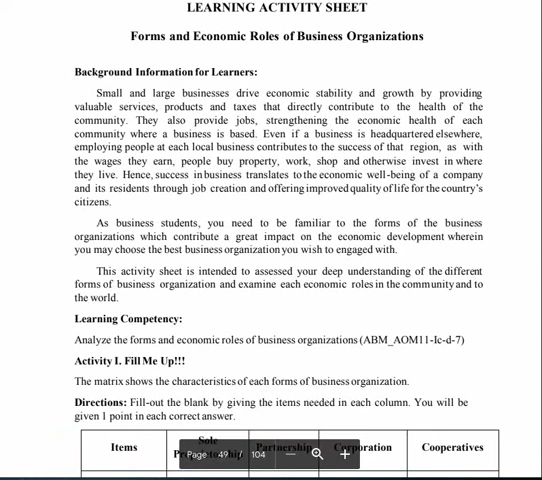 LEARNING ACTIVITY SHEET
Forms and Economic Roles of Business Organizations
Background Information for Learners:
Small and large businesses drive economic stability and growth by providing
valuable services, products and taxes that directly contribute to the health of the
community. They also provide jobs, strengthening the economic health of each
community where a business is based. Even if a business is headquartered elsewhere,
employing people at each local business contributes to the success of that region, as with
the wages they earn, people buy property, work, shop and otherwise invest in where
they live. Hence, success in business translates to the economic well-being of a company
and its residents through job creation and offering improved quality of life for the country's
citizens.
As business students, you need to be familiar to the forms of the business
organizations which contribute a great impact on the economic development wherein
you may choose the best business organization you wish to engaged with.
This activity sheet is intended to assessed your deep understanding of the different
forms of business organization and examine each economic roles in the community and to
the world.
Learning Competency:
Analyze the forms and economic roles of business organizations (ABM_AOM11-Ic-d-7)
Activity I. Fill Me Up!!!
The matrix shows the characteristics of each forms of business organization.
Directions: Fill-out the blank by giving the items needed in each column. You will be
given 1 point in each correct answer.
Items Sole Partnership Corporation Cooperatives
Page 49 / 104